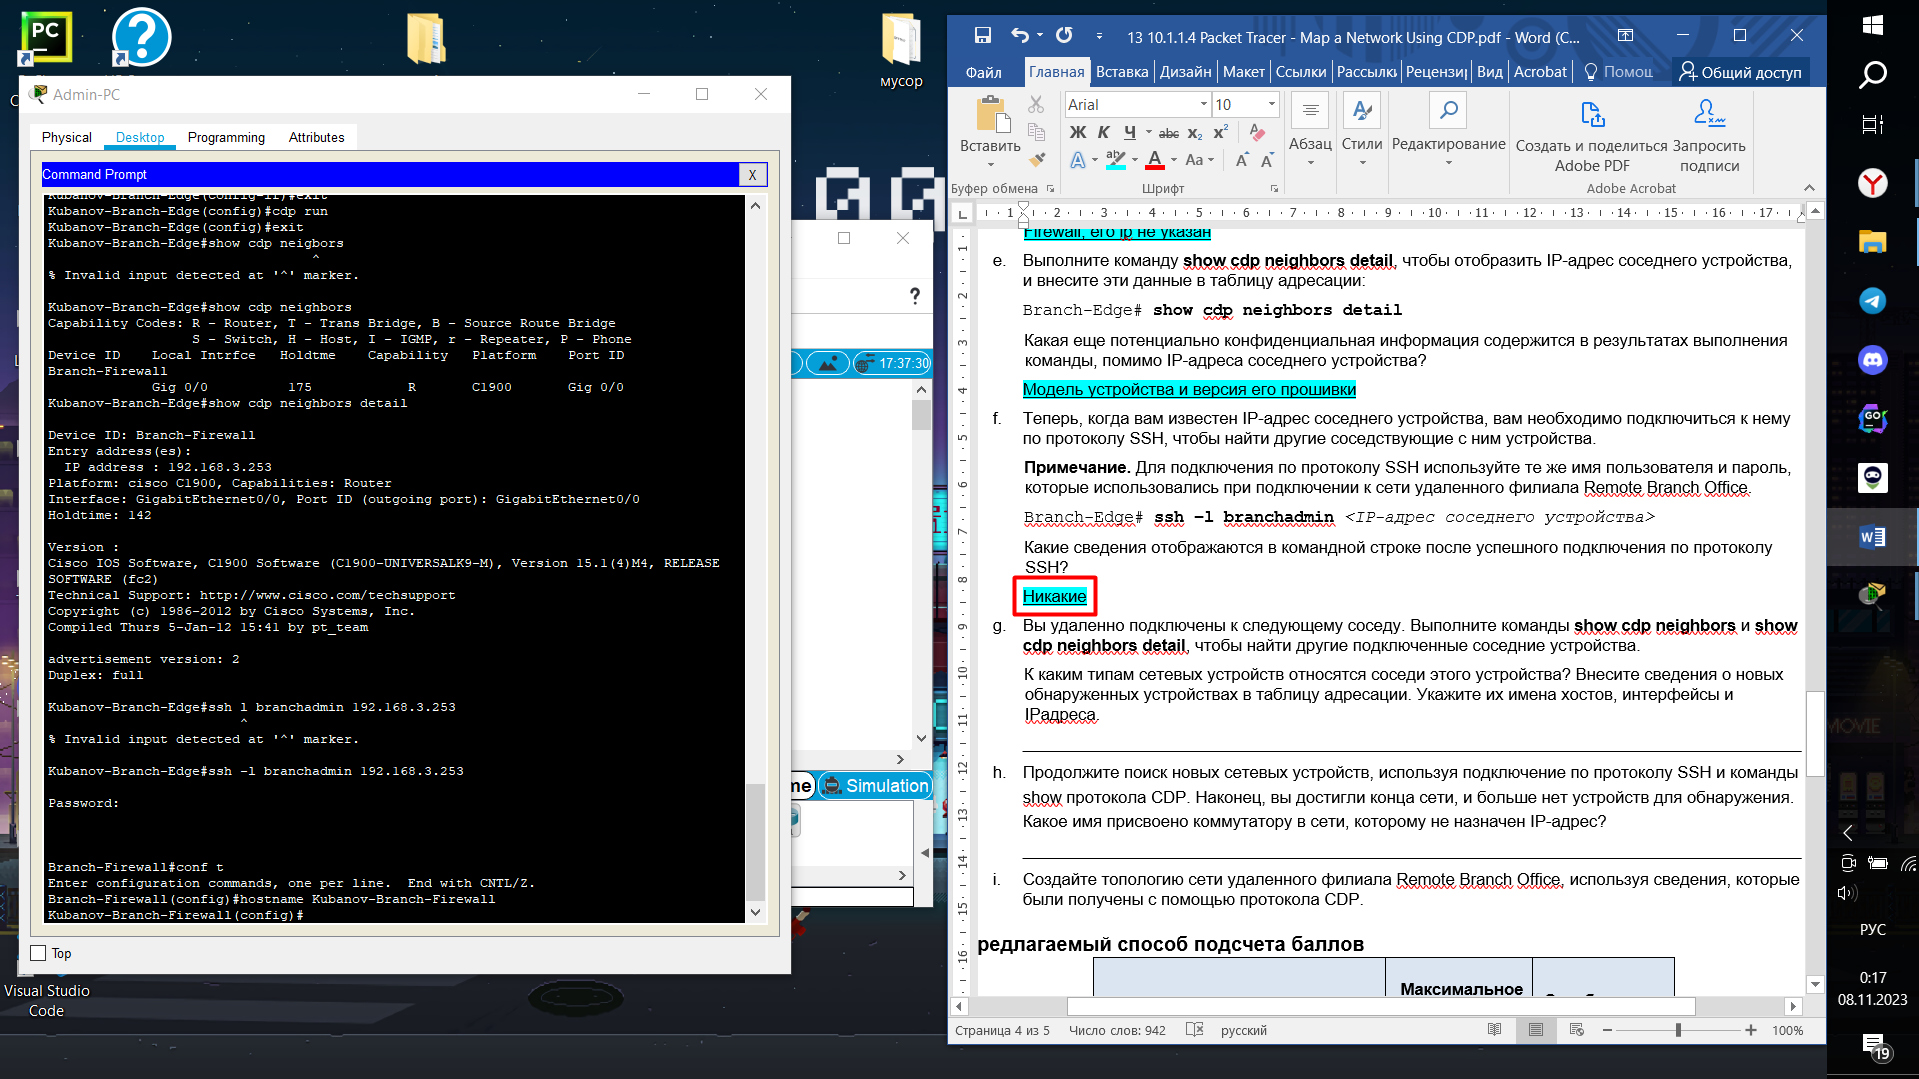 PC
?
мусор
Visual Studio
Code
Admin-PC
Physical
Desktop
Programming
Attributes
Command Prompt
X
Kubanov-Branch-Edge(config-if)#exit
Kubanov-Branch-Edge(config)#cdp run
Kubanov-Branch-Edge(config)#exit
Kubanov-Branch-Edge#show cdp neigbors
^
% Invalid input detected at '^' marker.
Kubanov-Branch-Edge#show cdp neighbors
Capability Codes: R - Router, T - Trans Bridge, B - Source Route Bridge
S - Switch, H - Host, I - IGMP, r - Repeater, P - Phone
Device ID    Local Intrfce   Holdtme    Capability   Platform    Port ID
Branch-Firewall
Gig 0/0          175            R       C1900       Gig 0/0
Kubanov-Branch-Edge#show cdp neighbors detail
Device ID: Branch-Firewall
Entry address(es):
IP address : 192.168.3.253
Platform: cisco C1900, Capabilities: Router
Interface: GigabitEthernet0/0, Port ID (outgoing port): GigabitEthernet0/0
Holdtime: 142
Version :
Cisco IOS Software, C1900 Software (C1900-UNIVERSALK9-M), Version 15.1(4)M4, RELEASE
SOFTWARE (fc2)
Technical Support: http://www.cisco.com/techsupport
Copyright (c) 1986-2012 by Cisco Systems, Inc.
Compiled Thurs 5-Jan-12 15:41 by pt_team
advertisement version: 2
Duplex: full
Kubanov-Branch-Edge#ssh l branchadmin 192.168.3.253
^
% Invalid input detected at '^' marker.
Kubanov-Branch-Edge#ssh -l branchadmin 192.168.3.253
Password:
Branch-Firewall#conf t
Enter configuration commands, one per line.  End with CNTL/Z.
Branch-Firewall(config)#hostname Kubanov-Branch-Firewall
Kubanov-Branch-Firewall(config)#
Top
?
17:37:30
me
Simulation
13 10.1.1.4 Packet Tracer - Map a Network Using CDP.pdf - Word (С...
Файл
Главная
Вставка
Дизайн
Макет
Ссылки
Рассылки
Рецензи
Вид
Acrobat
Помощ
Общий доступ
Вставить
Буфер обмена
Arial
10
Ж К Ч abc x₂ x²
Aa
Шрифт
Абзац
Стили
Редактирование
Создать и поделиться
Adobe PDF
Запросить
подписи
Adobe Acrobat
1 2 3 4 5 6 7 8 9 10 11 12 13 14 15 16 17
Firewall, его ip не указан
e. Выполните команду show cdp neighbors detail, чтобы отобразить IP-адрес соседнего устройства,
и внесите эти данные в таблицу адресации:
Branch-Edge# show cdp neighbors detail
Какая еще потенциально конфиденциальная информация содержится в результатах выполнения
команды, помимо IP-адреса соседнего устройства?
Модель устройства и версия его прошивки
f. Теперь, когда вам известен IP-адрес соседнего устройства, вам необходимо подключиться к нему
по протоколу SSH, чтобы найти другие соседствующие с ним устройства.
Примечание. Для подключения по протоколу SSH используйте те же имя пользователя и пароль,
которые использовались при подключении к сети удаленного филиала Remote Branch Office.
Branch-Edge# ssh –l branchadmin <IP-адрес соседнего устройства>
Какие сведения отображаются в командной строке после успешного подключения по протоколу
SSH?
Никакие
g. Вы удаленно подключены к следующему соседу. Выполните команды show cdp neighbors и show
cdp neighbors detail, чтобы найти другие подключенные соседние устройства.
К каким типам сетевых устройств относятся соседи этого устройства? Внесите сведения о новых
обнаруженных устройствах в таблицу адресации. Укажите их имена хостов, интерфейсы и
IPадреса.
h. Продолжите поиск новых сетевых устройств, используя подключение по протоколу SSH и команды
show протокола CDP. Наконец, вы достигли конца сети, и больше нет устройств для обнаружения.
Какое имя присвоено коммутатору в сети, которому не назначен IP-адрес?
i. Создайте топологию сети удаленного филиала Remote Branch Office, используя сведения, которые
были получены с помощью протокола CDP.
редлагаемый способ подсчета баллов
Максимальное
Страница 4 из 5
Число слов: 942
русский
100%
GO
MOVIE
РУС
0:17
08.11.2023
19